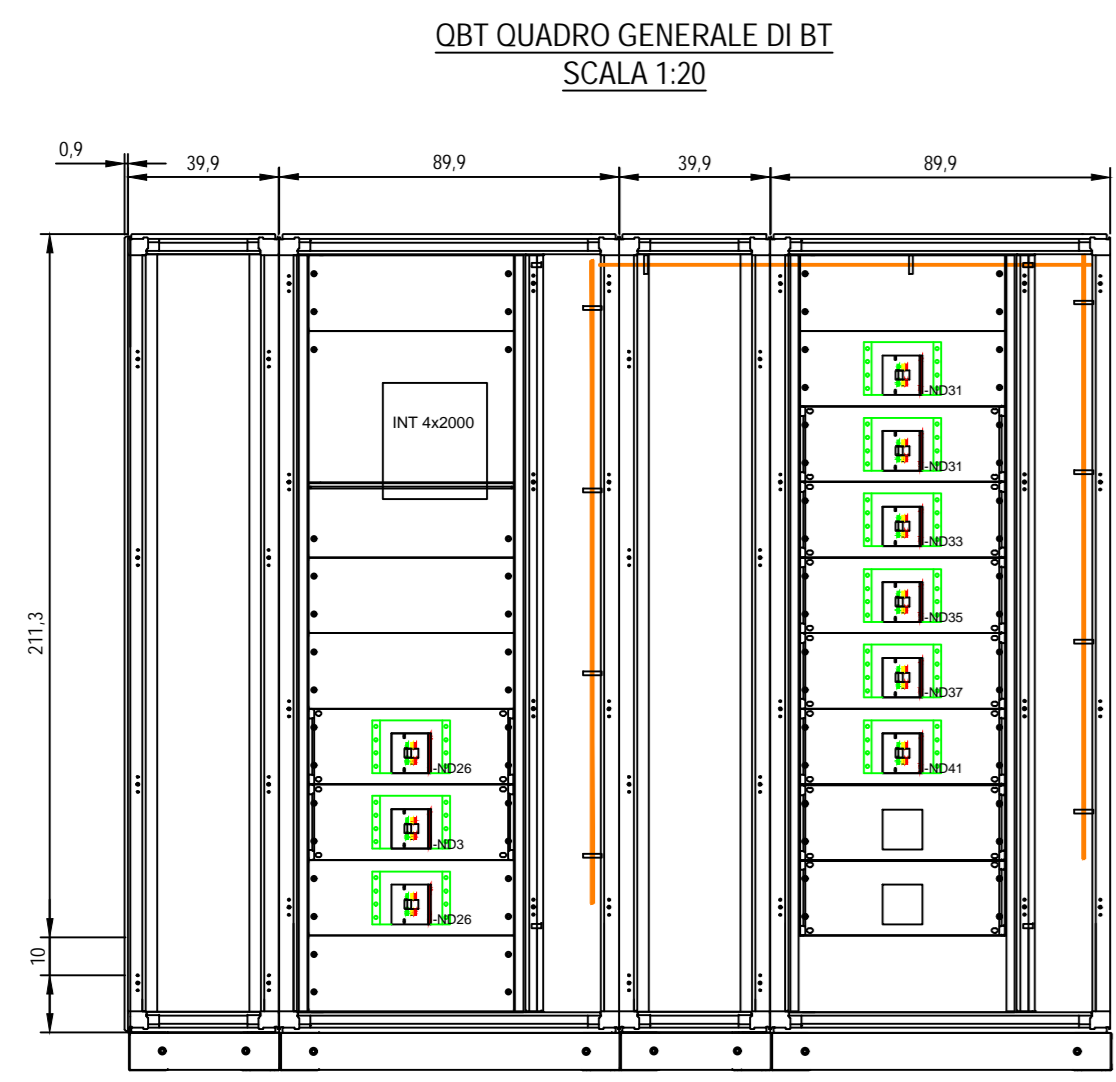 QBT QUADRO GENERALE DI BT
SCALA 1:20
0,9
39,9
89,9
39,9
89,9
INT 4x2000
-ND31
-ND31
-ND33
-ND35
211,3
-ND37
-ND26
-ND41
-ND3
-ND26
10